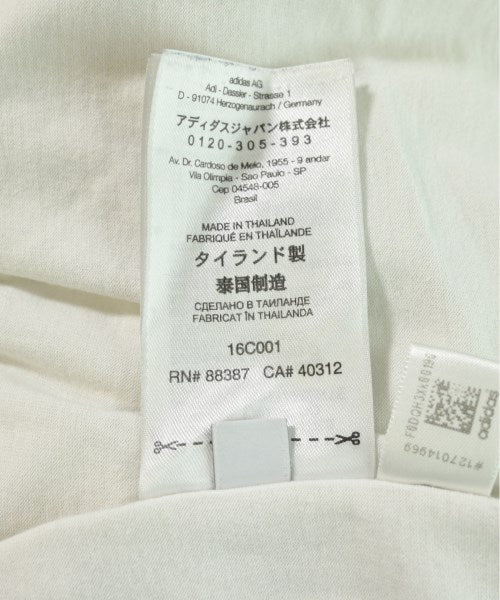 adidas AG
Adi - Dassler - Strasse 1
D - 91074 Herzogenaurach / Germany
アディダスジャパン株式会社
0120-305-393
Av. Dr. Cardoso de Melo, 1955 - 9 andar
Vila Olimpia - Sao Paulo - SP
Cep 04548-005
Brasil
MADE IN THAILAND
FABRIQUÉ EN THAÏLANDE
タイランド製
泰国制造
СДЕЛАНО В ТАИЛАНДЕ
FABRICAT ÎN THAILANDA
16C001
RN# 88387 CA# 40312
#127014969
adidas